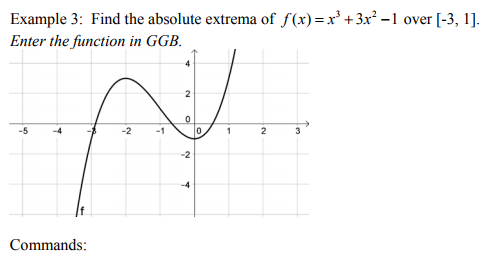 Example 3: Find the absolute extrema of f(x) = x³ + 3x² − 1 over [-3, 1].
Enter the function in GGB.
4
2
0
-5 -4 -3 -2 -1 0 1 2 3
-2
-4
f
Commands: